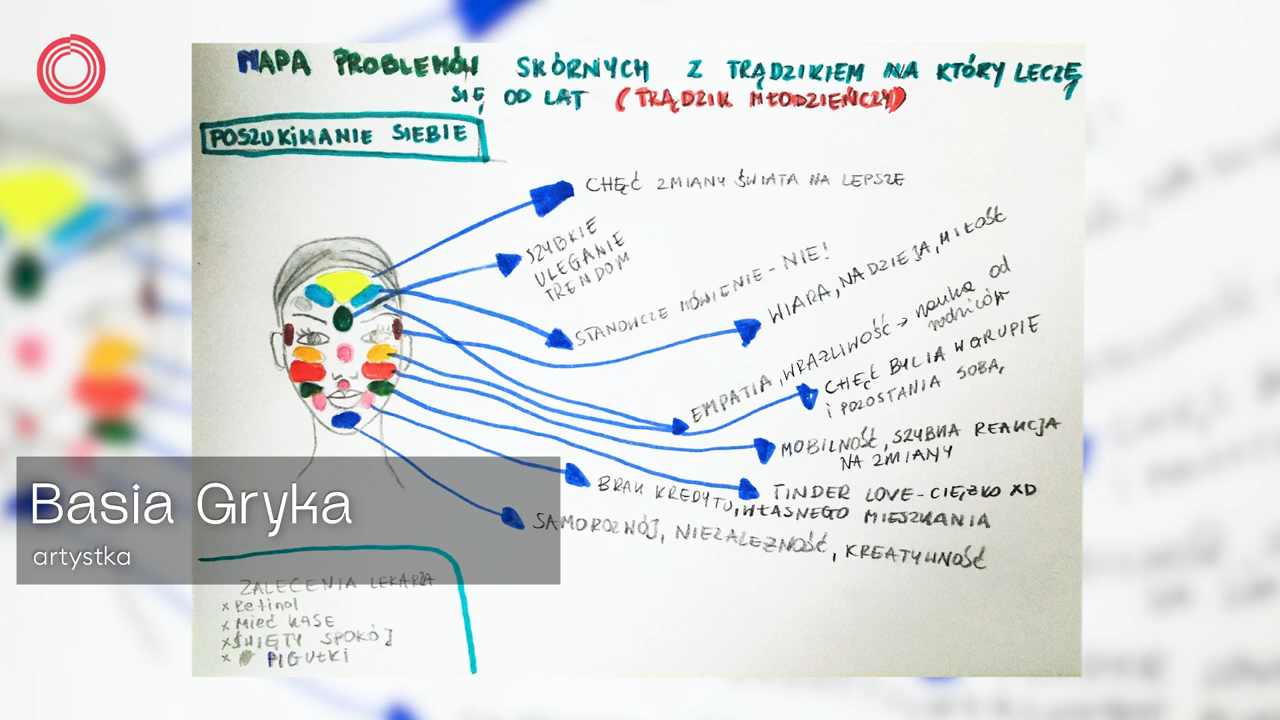 MAPA PROBLEMÓW SKÓRNYCH Z TRĄDZIKIEM NA KTÓRY LECZĘ
SIĘ OD LAT (TRĄDZIK MŁODZIEŃCZY)
POSZUKIWANIE SIEBIE
CHĘĆ ZMIANY ŚWIATA NA LEPSZE
SZYBKIE
ULEGANIE
TRENDOM
STANOWCZE MÓWIENIE - NIE!
WIARA, NADZIEJA, MIŁOŚĆ
EMPATIA, WRAŻLIWOŚĆ → nauka od
rodziców
CHĘĆ BYCIA W GRUPIE
i POZOSTANIA SOBĄ,
MOBILNOŚĆ, SZYBKA REAKCJA
NA ZMIANY
TINDER LOVE - CIĘŻKO XD
BRAK KREDYTU, WŁASNEGO MIESZKANIA
SAMOROZWÓJ, NIEZALEŻNOŚĆ, KREATYWNOŚĆ
Basia Gryka
artystka
ZALECENIA LEKARZA
x Retinol
x Mieć KASĘ
x ŚWIĘTY SPOKÓJ
x PIGUŁKI